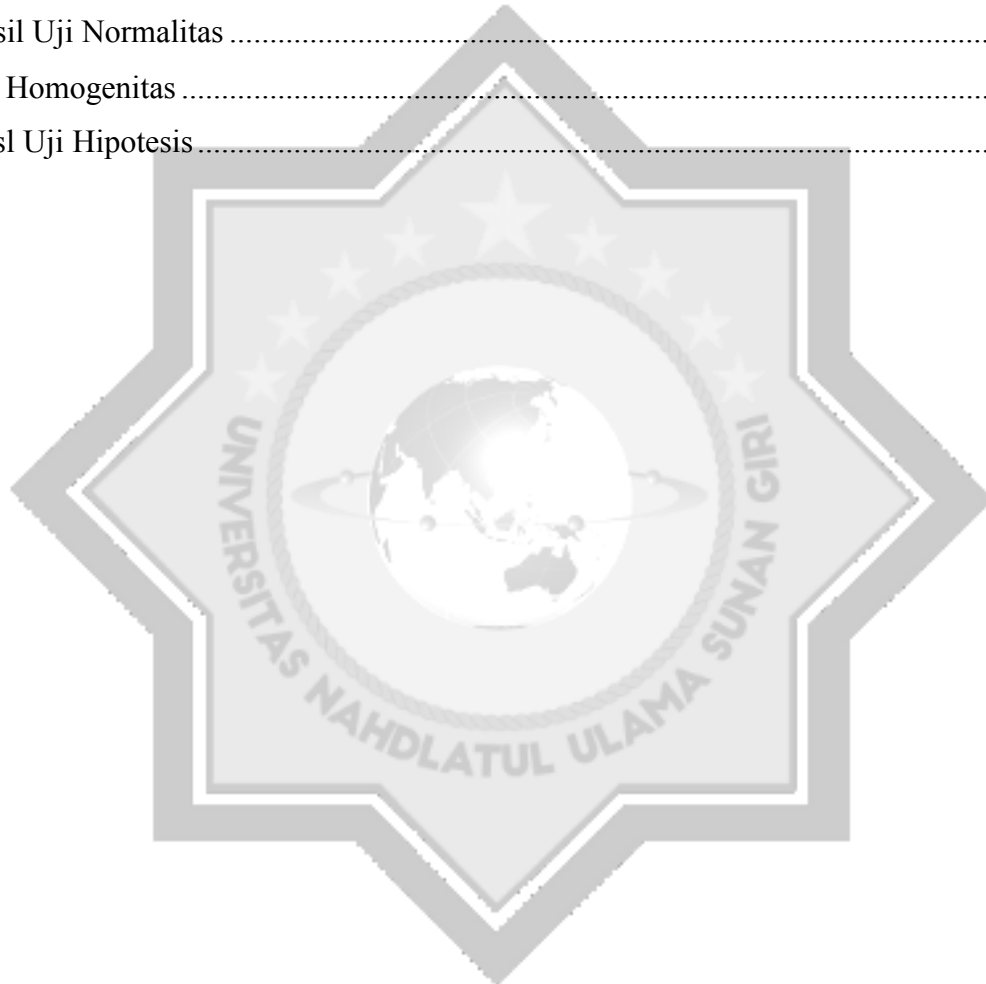 sil Uji Normalitas ................................................................................................
Homogenitas ................................................................................................
sl Uji Hipotesis ................................................................................................
UNIVERSITAS NAHDLATUL ULAMA SUNAN GIRI